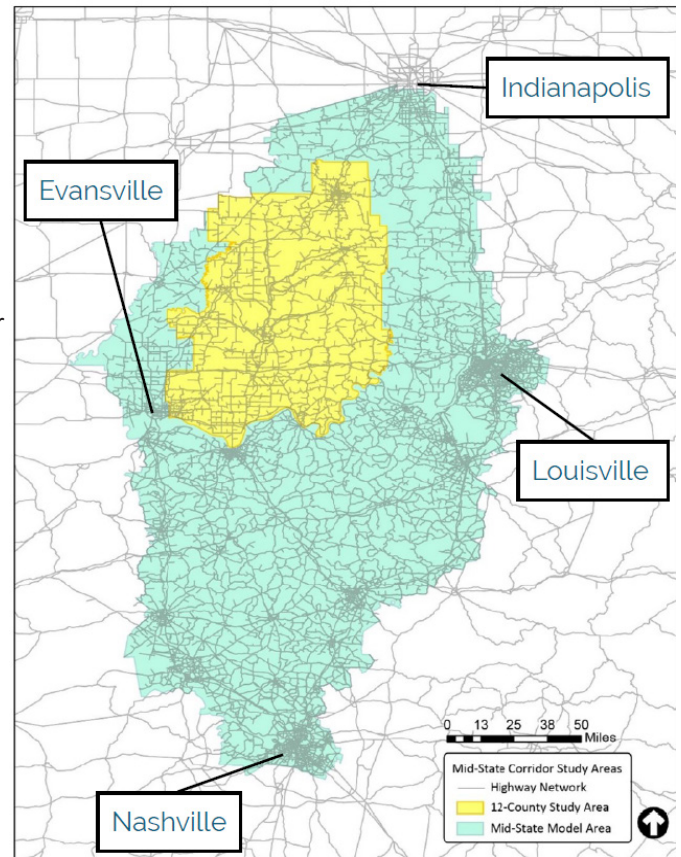 Indianapolis
Evansville
Louisville
0 13 25 38 50
Miles
Mid-State Corridor Study Areas
Highway Network
12-County Study Area
Mid-State Model Area
Nashville